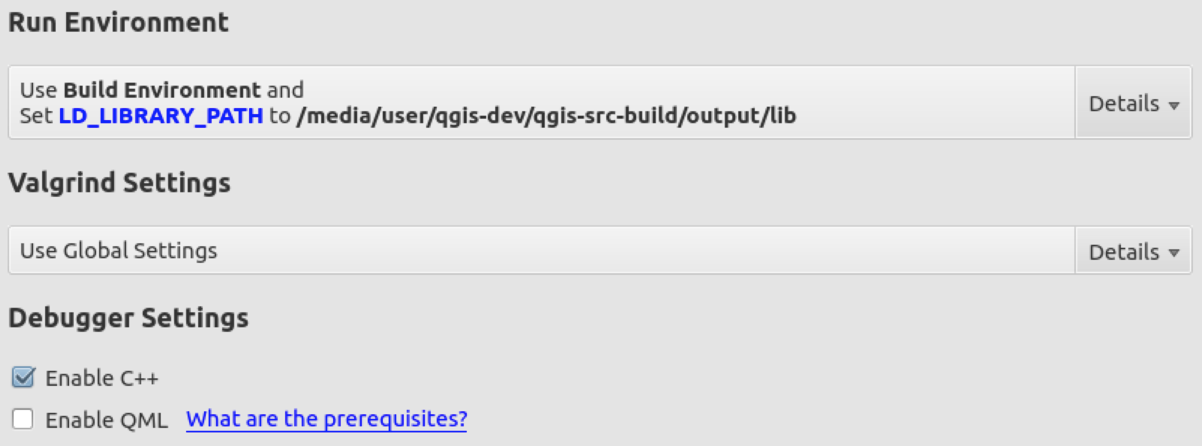 Run Environment
Use Build Environment and
Set LD_LIBRARY_PATH to /media/user/qgis-dev/qgis-src-build/output/lib
Details
Valgrind Settings
Use Global Settings
Details
Debugger Settings
Enable C++
Enable QML What are the prerequisites?